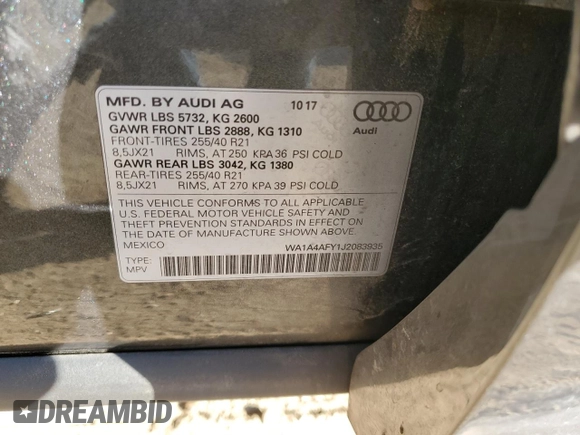 MFD. BY AUDI AG 10 17
GVWR LBS 5732, KG 2600
GAWR FRONT LBS 2888, KG 1310
FRONT-TIRES 255/40 R21
8,5JX21 RIMS, AT 250 KPA 36 PSI COLD
GAWR REAR LBS 3042, KG 1380
REAR-TIRES 255/40 R21
8,5JX21 RIMS, AT 270 KPA 39 PSI COLD
Audi
THIS VEHICLE CONFORMS TO ALL APPLICABLE
U.S. FEDERAL MOTOR VEHICLE SAFETY AND
THEFT PREVENTION STANDARDS IN EFFECT ON
THE DATE OF MANUFACTURE SHOWN ABOVE.
MEXICO WA1A4AFY1J2083935
TYPE:
MPV
DREAMBID